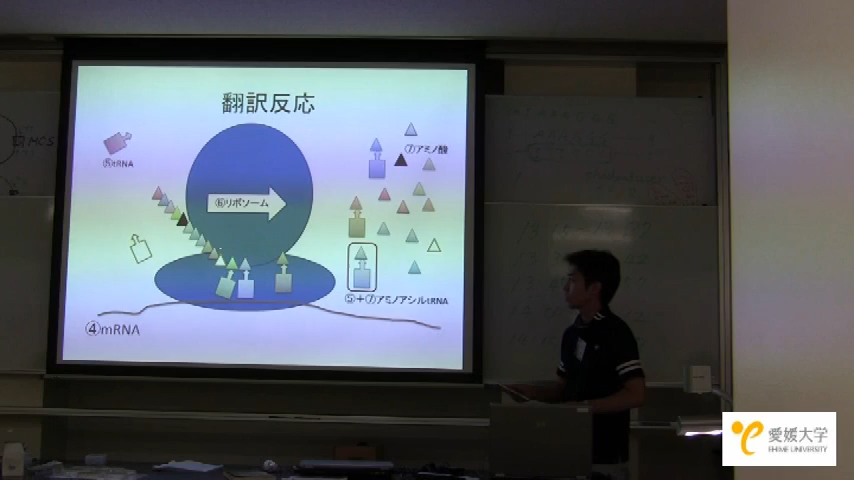 翻訳反応
⑤tRNA
⑦アミノ酸
⑥リボソーム
⑤+⑦アミノアシルtRNA
④mRNA
MCS
愛媛大学
EHIME UNIVERSITY